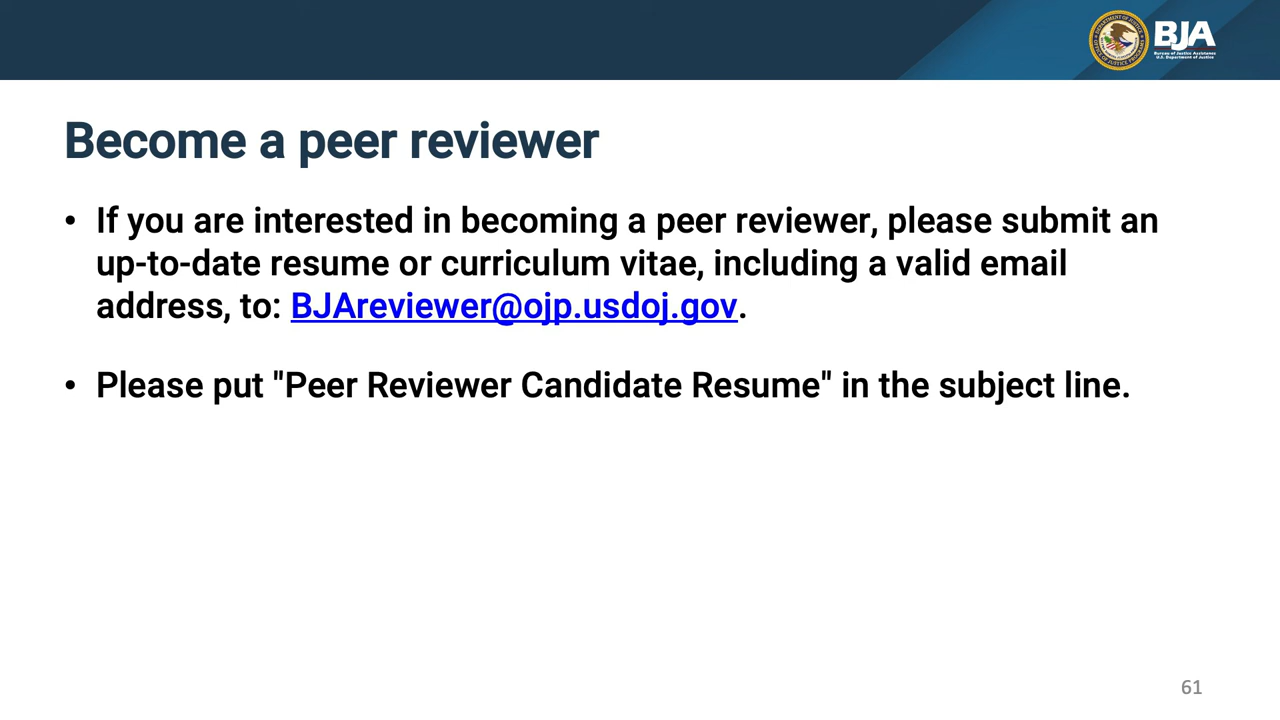 BJA
Bureau of Justice Assistance
U.S. Department of Justice
Become a peer reviewer
• If you are interested in becoming a peer reviewer, please submit an
up-to-date resume or curriculum vitae, including a valid email
address, to: BJAreviewer@ojp.usdoj.gov.
• Please put "Peer Reviewer Candidate Resume" in the subject line.
61